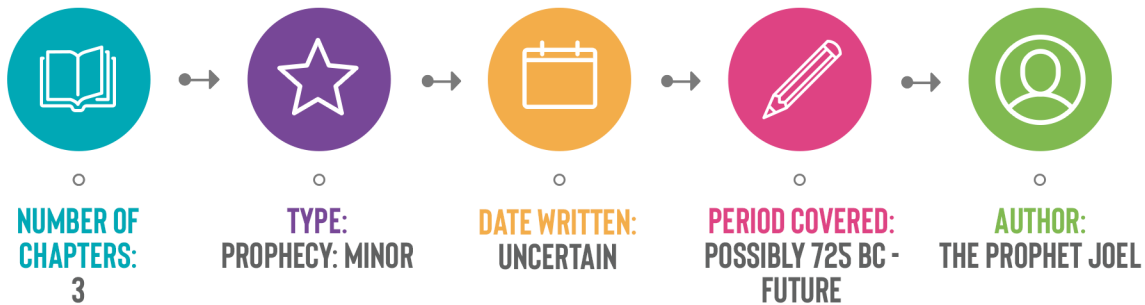 NUMBER OF
CHAPTERS:
3
TYPE:
PROPHECY: MINOR
DATE WRITTEN:
UNCERTAIN
PERIOD COVERED:
POSSIBLY 725 BC -
FUTURE
AUTHOR:
THE PROPHET JOEL